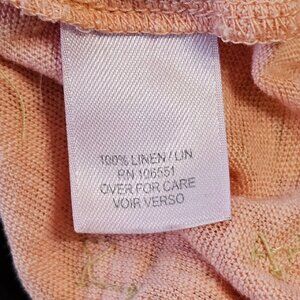 100% LINEN / LIN
RN 106551
OVER FOR CARE
VOIR VERSO